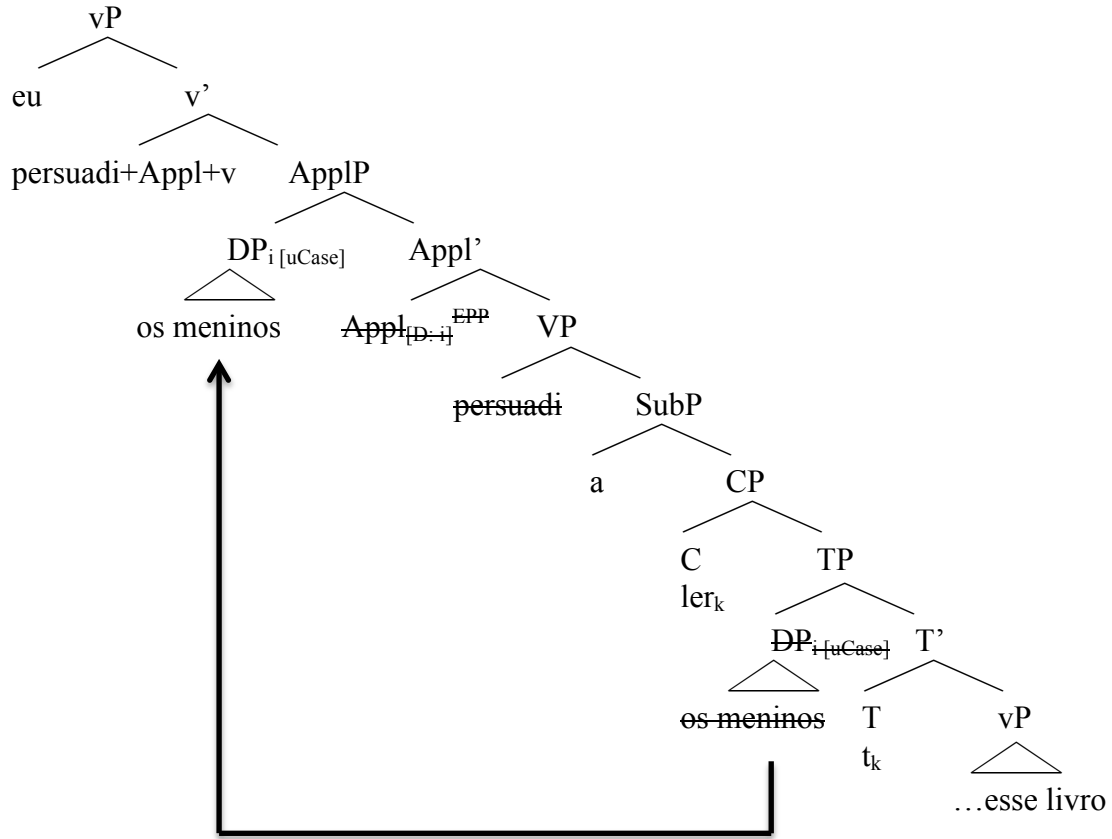 vP
eu v’
persuadi+Appl+v ApplP
DPi [uCase] Appl’
os meninos Appl[D: i]EPP VP
persuadi SubP
a CP
C TP
lerk
DPi [uCase] T’
os meninos T vP
tk
…esse livro